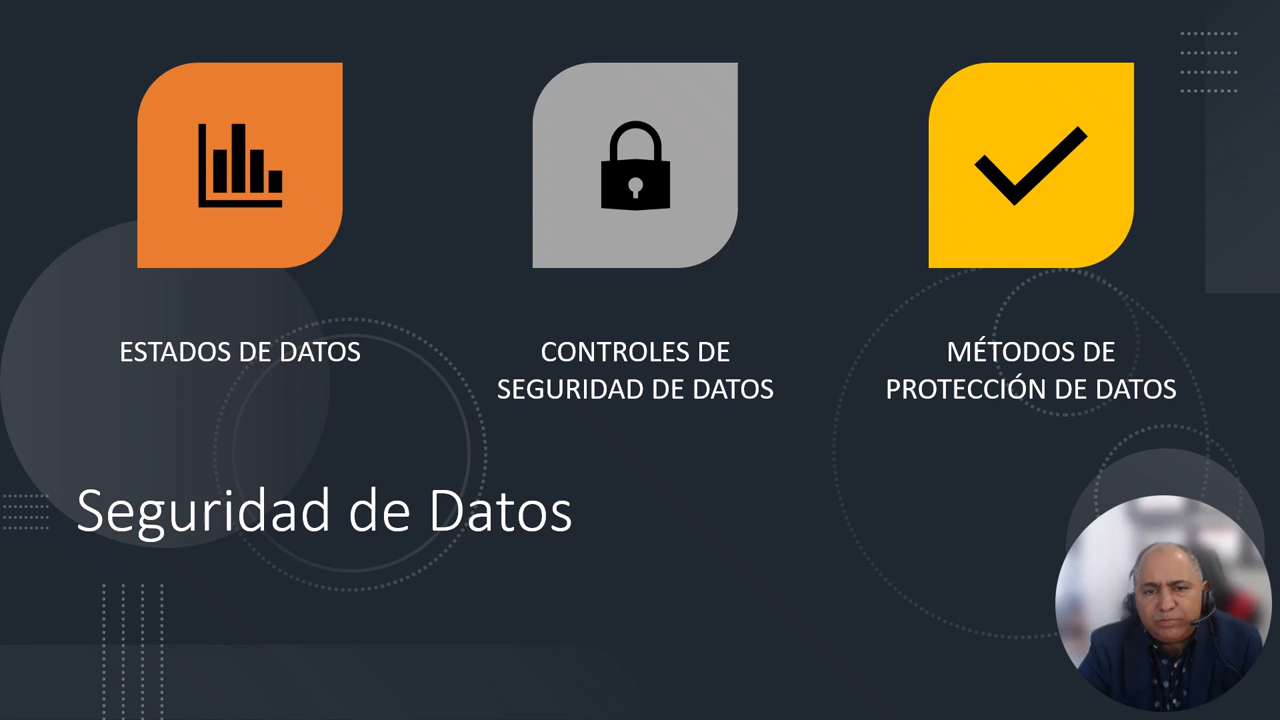 ESTADOS DE DATOS
CONTROLES DE
SEGURIDAD DE DATOS
MÉTODOS DE
PROTECCIÓN DE DATOS
Seguridad de Datos